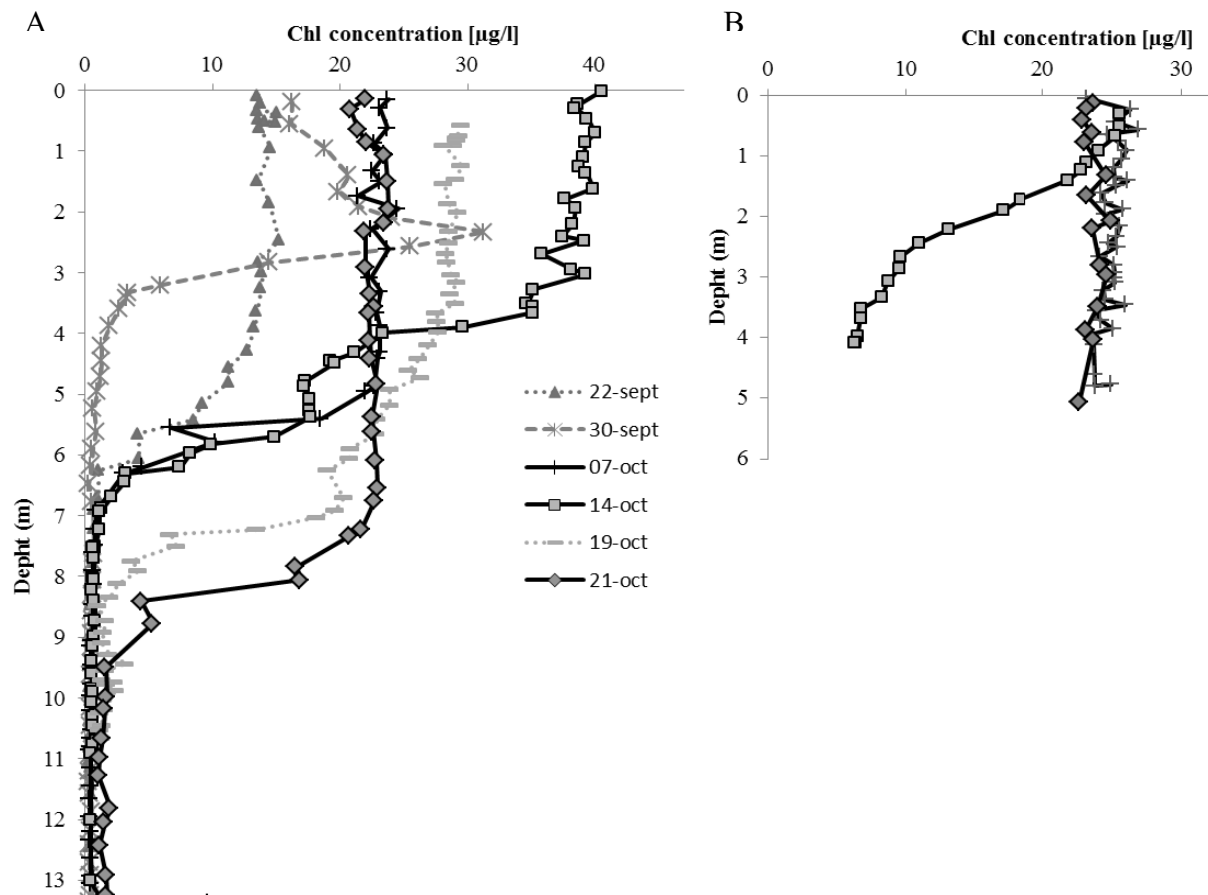 A
Chl concentration [µg/l]
0 10 20 30 40
0
1
2
3
4
5
6
7
8
9
10
11
12
13
Depht (m)
22-sept
30-sept
07-oct
14-oct
19-oct
21-oct
B
Chl concentration [µg/l]
0 10 20 30
0
1
2
3
4
5
6
Depht (m)